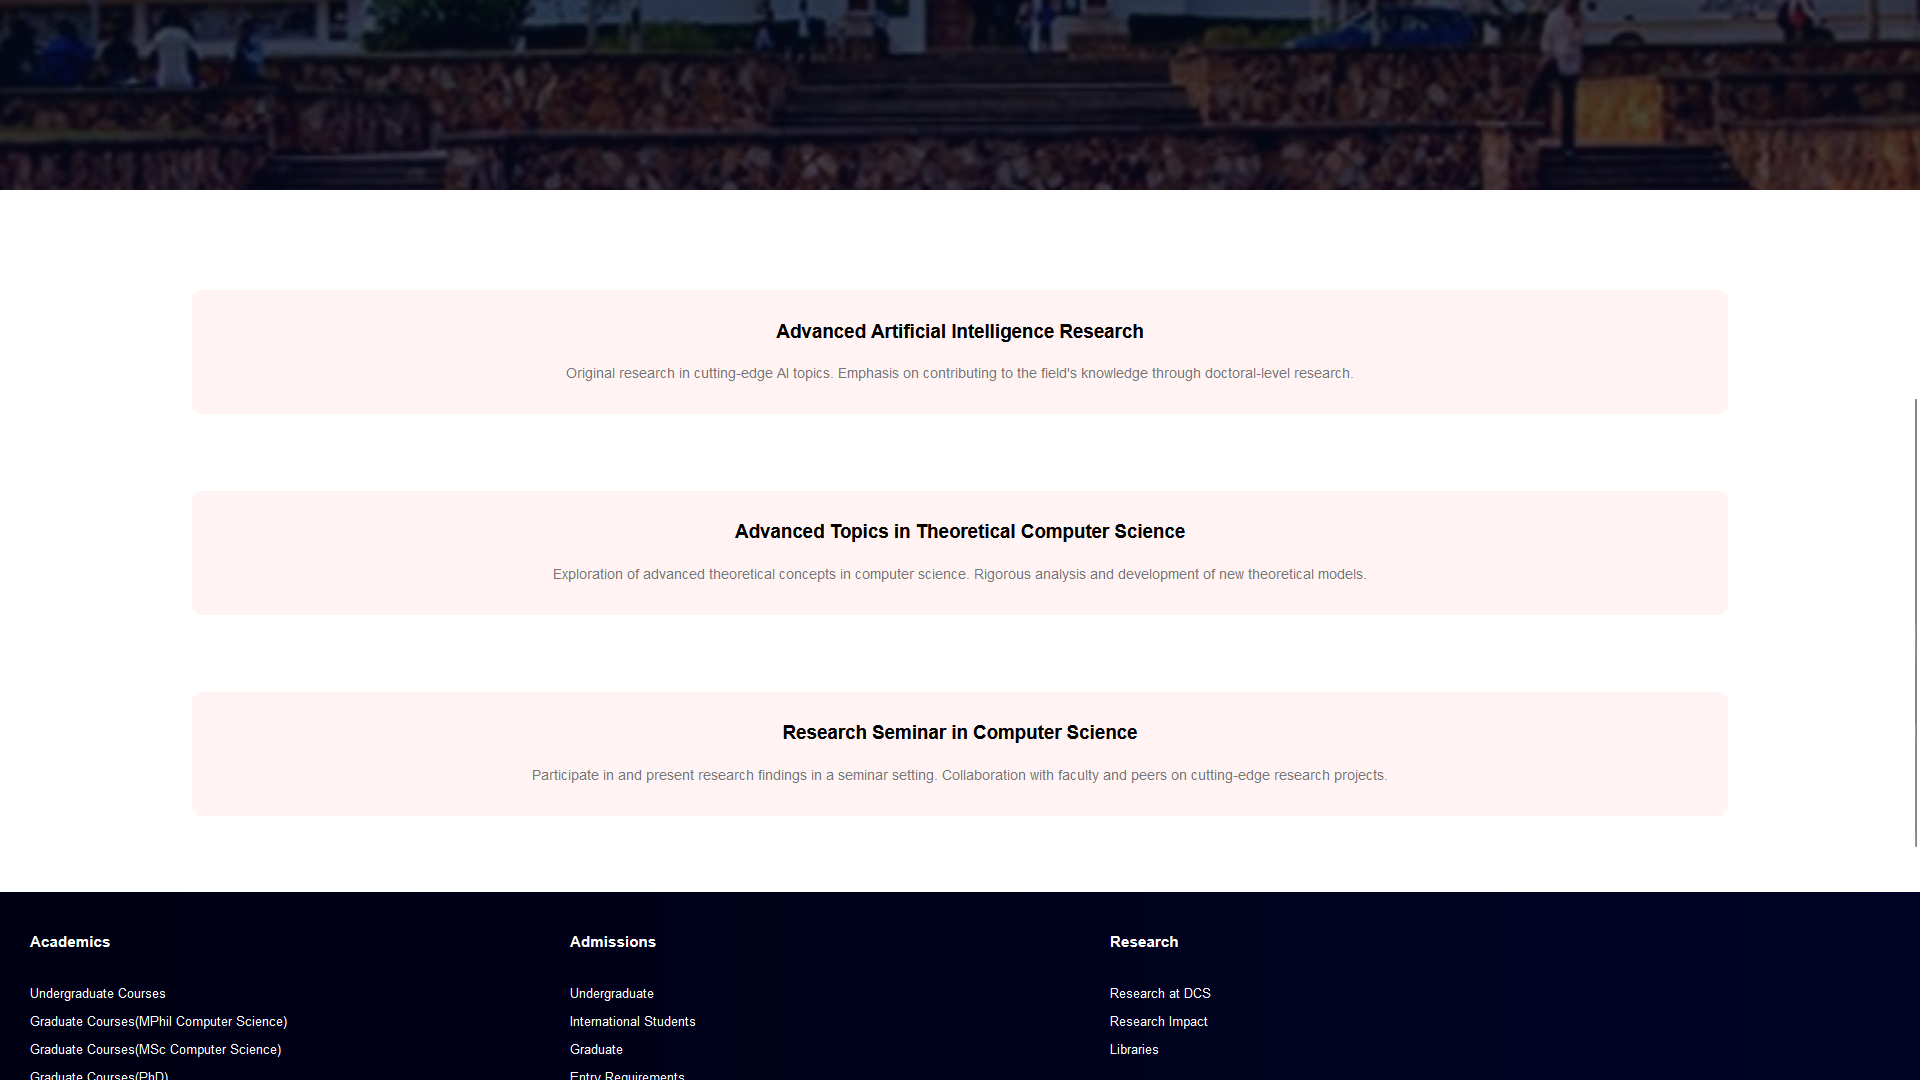 Advanced Artificial Intelligence Research
Original research in cutting-edge AI topics. Emphasis on contributing to the field's knowledge through doctoral-level research.
Advanced Topics in Theoretical Computer Science
Exploration of advanced theoretical concepts in computer science. Rigorous analysis and development of new theoretical models.
Research Seminar in Computer Science
Participate in and present research findings in a seminar setting. Collaboration with faculty and peers on cutting-edge research projects.
Academics
Undergraduate Courses
Graduate Courses(MPhil Computer Science)
Graduate Courses(MSc Computer Science)
Graduate Courses(PhD)
Admissions
Undergraduate
International Students
Graduate
Entry Requirements
Research
Research at DCS
Research Impact
Libraries